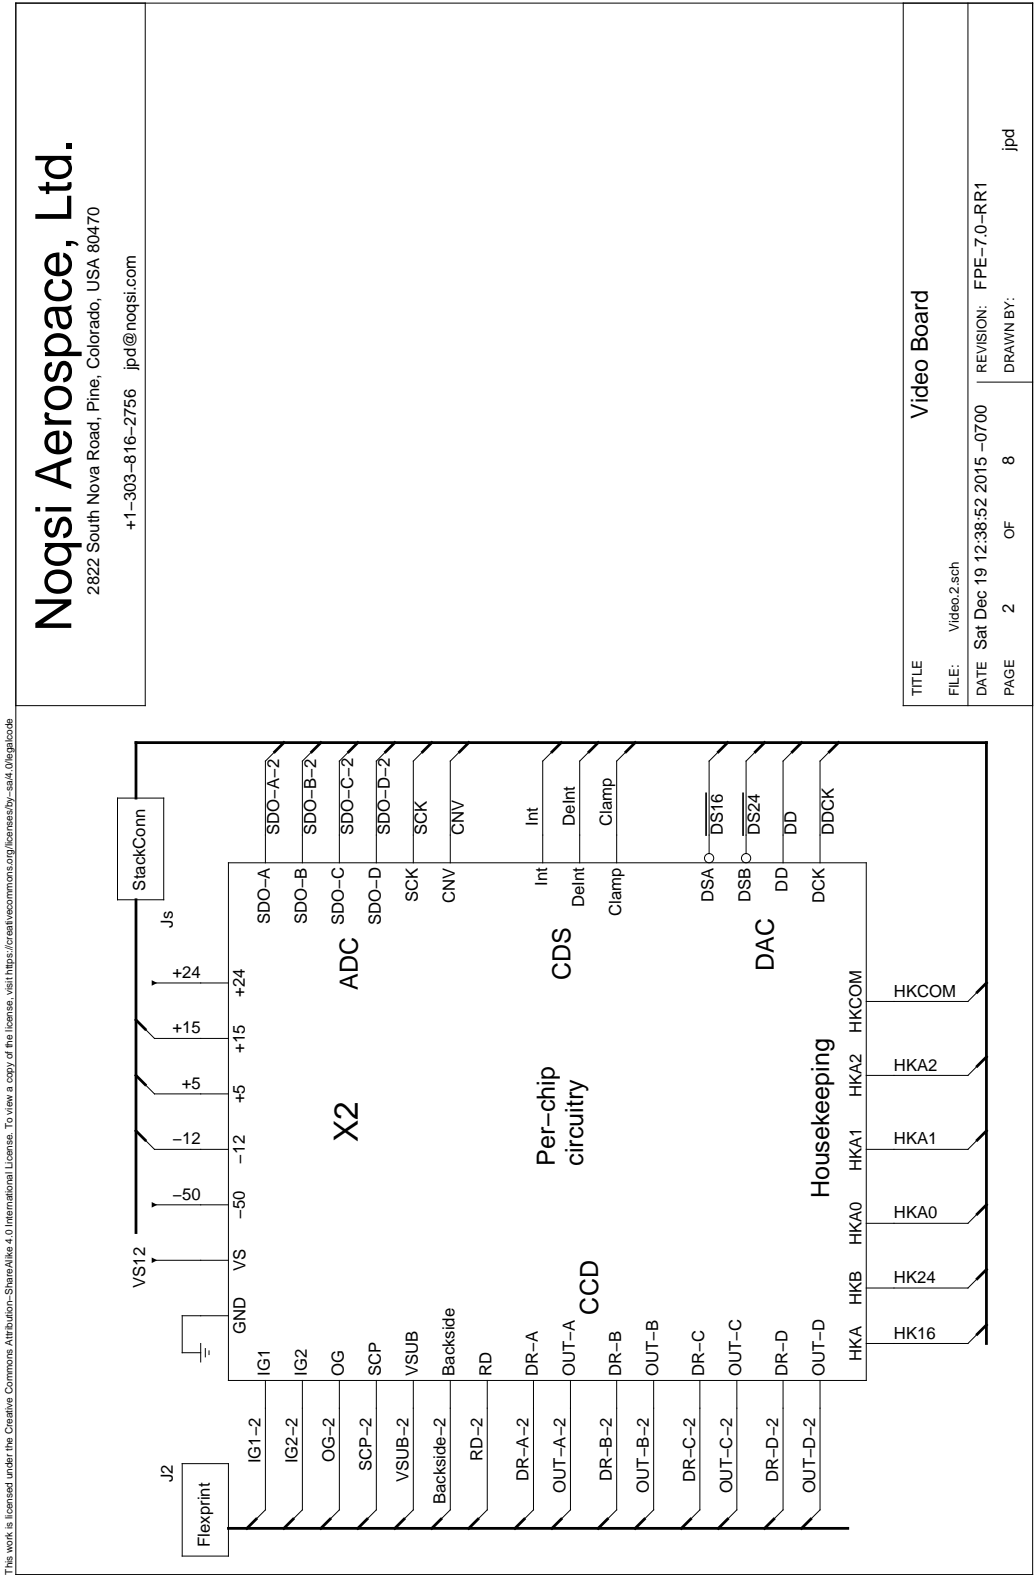 This work is licensed under the Creative Commons Attribution−ShareAlike 4.0 International License. To view a copy of the license, visit https://creativecommons.org/licenses/by−sa/4.0/legalcode
Noqsi Aerospace, Ltd.
2822 South Nova Road, Pine, Colorado, USA 80470
+1−303−816−2756 jpd@noqsi.com
J2
Flexprint
Js
StackConn
VS12
−50
−12
+5
+15
+24
GND
VS
−50
−12
+5
+15
+24
IG1−2
IG2−2
OG−2
SCP−2
VSUB−2
Backside−2
RD−2
DR−A−2
OUT−A−2
DR−B−2
OUT−B−2
DR−C−2
OUT−C−2
DR−D−2
OUT−D−2
IG1
IG2
OG
SCP
VSUB
Backside
RD
DR−A
OUT−A
DR−B
OUT−B
DR−C
OUT−C
DR−D
OUT−D
CCD
X2
Per−chip
circuitry
Housekeeping
ADC
CDS
DAC
SDO−A
SDO−B
SDO−C
SDO−D
SCK
CNV
Int
DeInt
Clamp
DSA
DSB
DD
DCK
SDO−A−2
SDO−B−2
SDO−C−2
SDO−D−2
SCK
CNV
Int
DeInt
Clamp
DS16
DS24
DD
DDCK
HKA
HKB
HKA0
HKA1
HKA2
HKCOM
HK16
HK24
HKA0
HKA1
HKA2
HKCOM
TITLE
Video Board
FILE: Video.2.sch
DATE Sat Dec 19 12:38:52 2015 −0700
REVISION: FPE−7.0−RR1
PAGE 2 OF 8
DRAWN BY: jpd